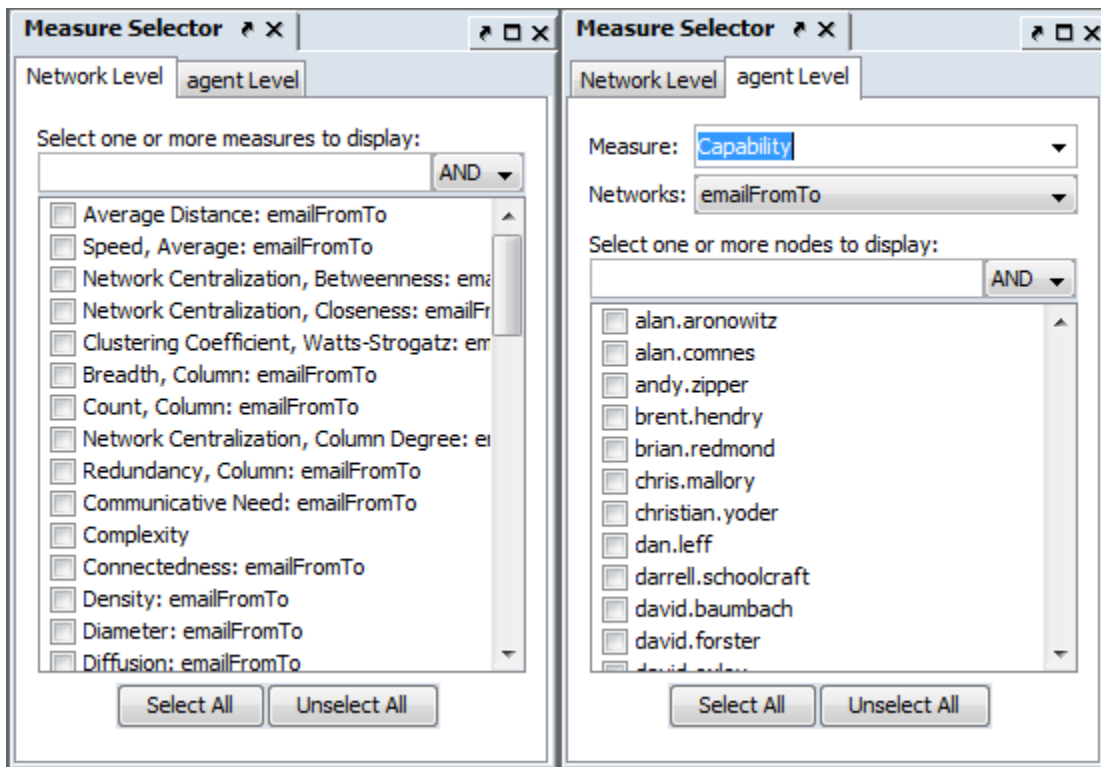 Measure Selector
Network Level agent Level
Select one or more measures to display:
AND
Average Distance: emailFromTo
Speed, Average: emailFromTo
Network Centralization, Betweenness: ema
Network Centralization, Closeness: emailFr
Clustering Coefficient, Watts-Strogatz: em
Breadth, Column: emailFromTo
Count, Column: emailFromTo
Network Centralization, Column Degree: e
Redundancy, Column: emailFromTo
Communicative Need: emailFromTo
Complexity
Connectedness: emailFromTo
Density: emailFromTo
Diameter: emailFromTo
Diffusion: emailFromTo
Select All Unselect All
Measure Selector
Network Level agent Level
Measure: Capability
Networks: emailFromTo
Select one or more nodes to display:
AND
alan.aronowitz
alan.comnes
andy.zipper
brent.hendry
brian.redmond
chris.mallory
christian.yoder
dan.leff
darrell.schoolcraft
david.baumbach
david.forster
Select All Unselect All